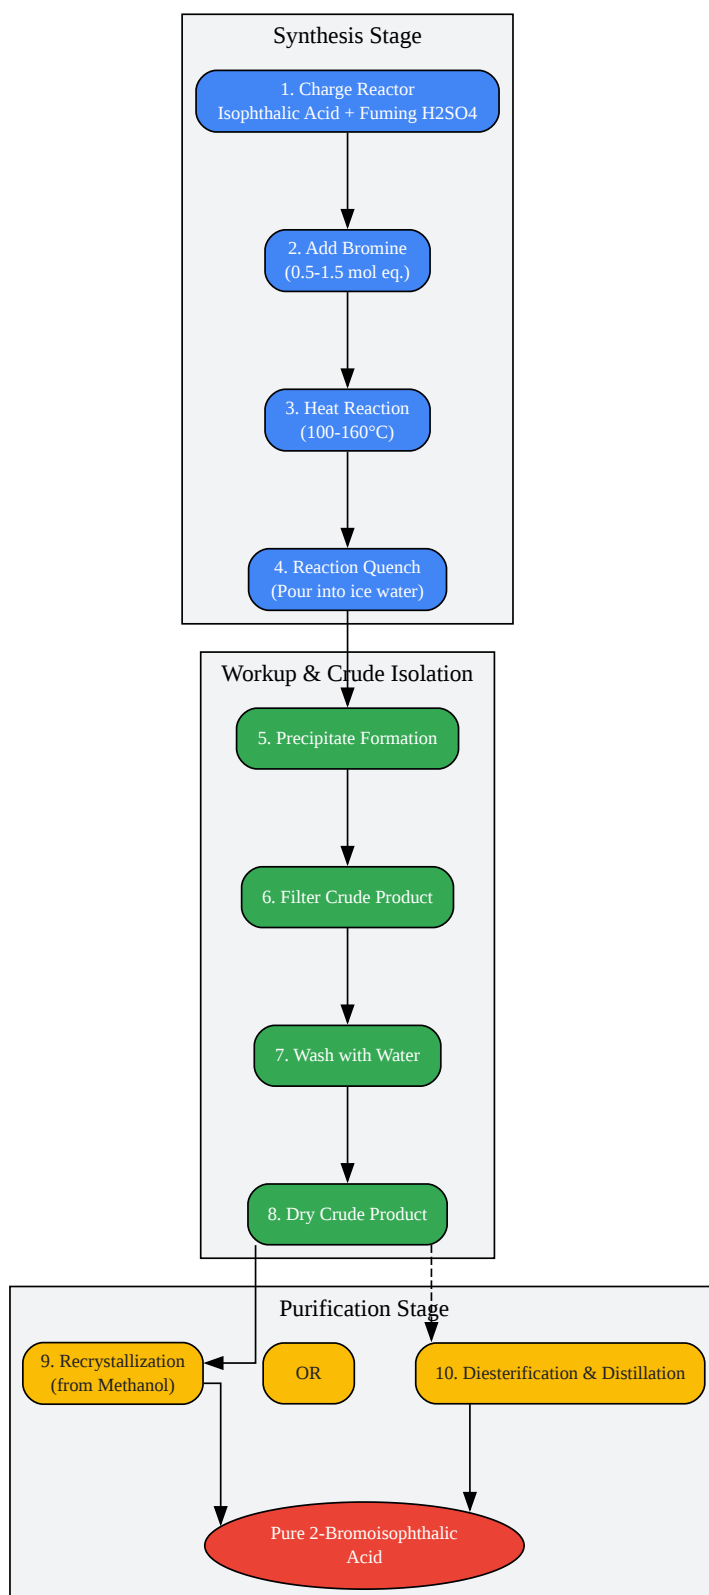 Synthesis Stage
1. Charge Reactor
Isophthalic Acid + Fuming H2SO4
2. Add Bromine
(0.5-1.5 mol eq.)
3. Heat Reaction
(100-160°C)
4. Reaction Quench
(Pour into ice water)
Workup & Crude Isolation
5. Precipitate Formation
6. Filter Crude Product
7. Wash with Water
8. Dry Crude Product
Purification Stage
9. Recrystallization
(from Methanol)
OR
10. Diesterification & Distillation
Pure 2-Bromoisophthalic
Acid